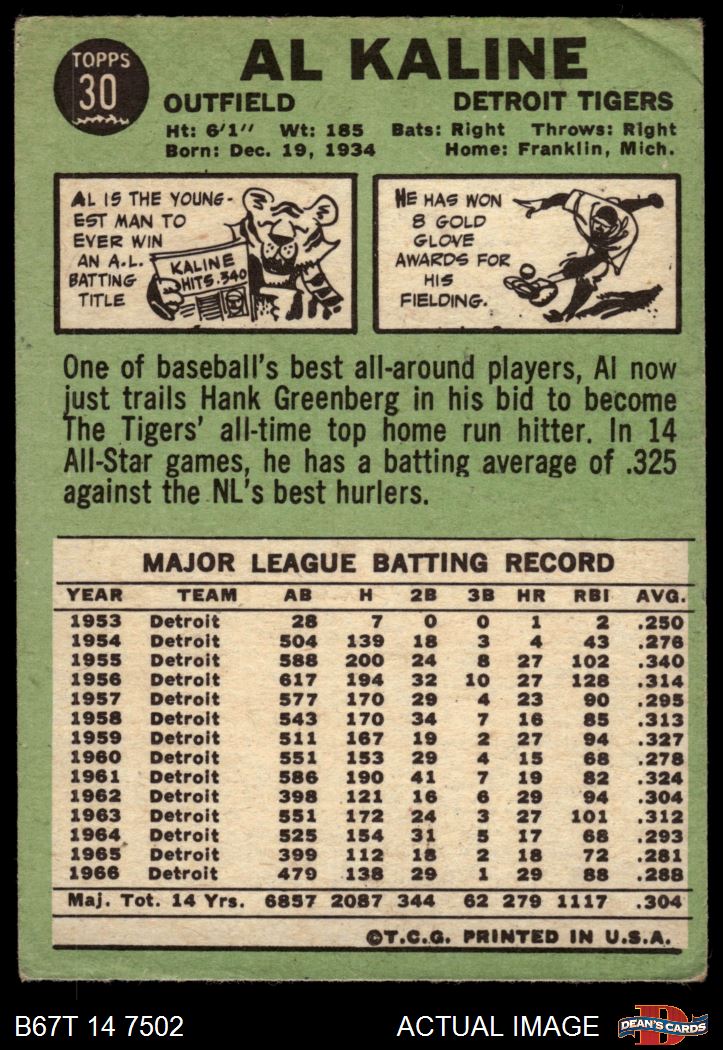 TOPPS
30
AL KALINE
OUTFIELD DETROIT TIGERS
Ht: 6'1" Wt: 185 Bats: Right Throws: Right
Born: Dec. 19, 1934 Home: Franklin, Mich.
AL IS THE YOUNG-
EST MAN TO
EVER WIN
AN A.L.
BATTING
TITLE
KALINE
HITS .340
HE HAS WON
8 GOLD
GLOVE
AWARDS FOR
HIS
FIELDING.
One of baseball's best all-around players, Al now
just trails Hank Greenberg in his bid to become
The Tigers' all-time top home run hitter. In 14
All-Star games, he has a batting average of .325
against the NL's best hurlers.
MAJOR LEAGUE BATTING RECORD
YEAR TEAM AB H 2B 3B HR RBI AVG.
1953 Detroit 28 7 0 0 1 2 .250
1954 Detroit 504 139 18 3 4 43 .276
1955 Detroit 588 200 24 8 27 102 .340
1956 Detroit 617 194 32 10 27 128 .314
1957 Detroit 577 170 29 4 23 90 .295
1958 Detroit 543 170 34 7 16 85 .313
1959 Detroit 511 167 19 2 27 94 .327
1960 Detroit 551 153 29 4 15 68 .278
1961 Detroit 586 190 41 7 19 82 .324
1962 Detroit 398 121 16 6 29 94 .304
1963 Detroit 551 172 24 3 27 101 .312
1964 Detroit 525 154 31 5 17 68 .293
1965 Detroit 399 112 18 2 18 72 .281
1966 Detroit 479 138 29 1 29 88 .288
Maj. Tot. 14 Yrs. 6857 2087 344 62 279 1117 .304
©T.C.G. PRINTED IN U.S.A.
B67T 14 7502 ACTUAL IMAGE
DEAN'S CARDS